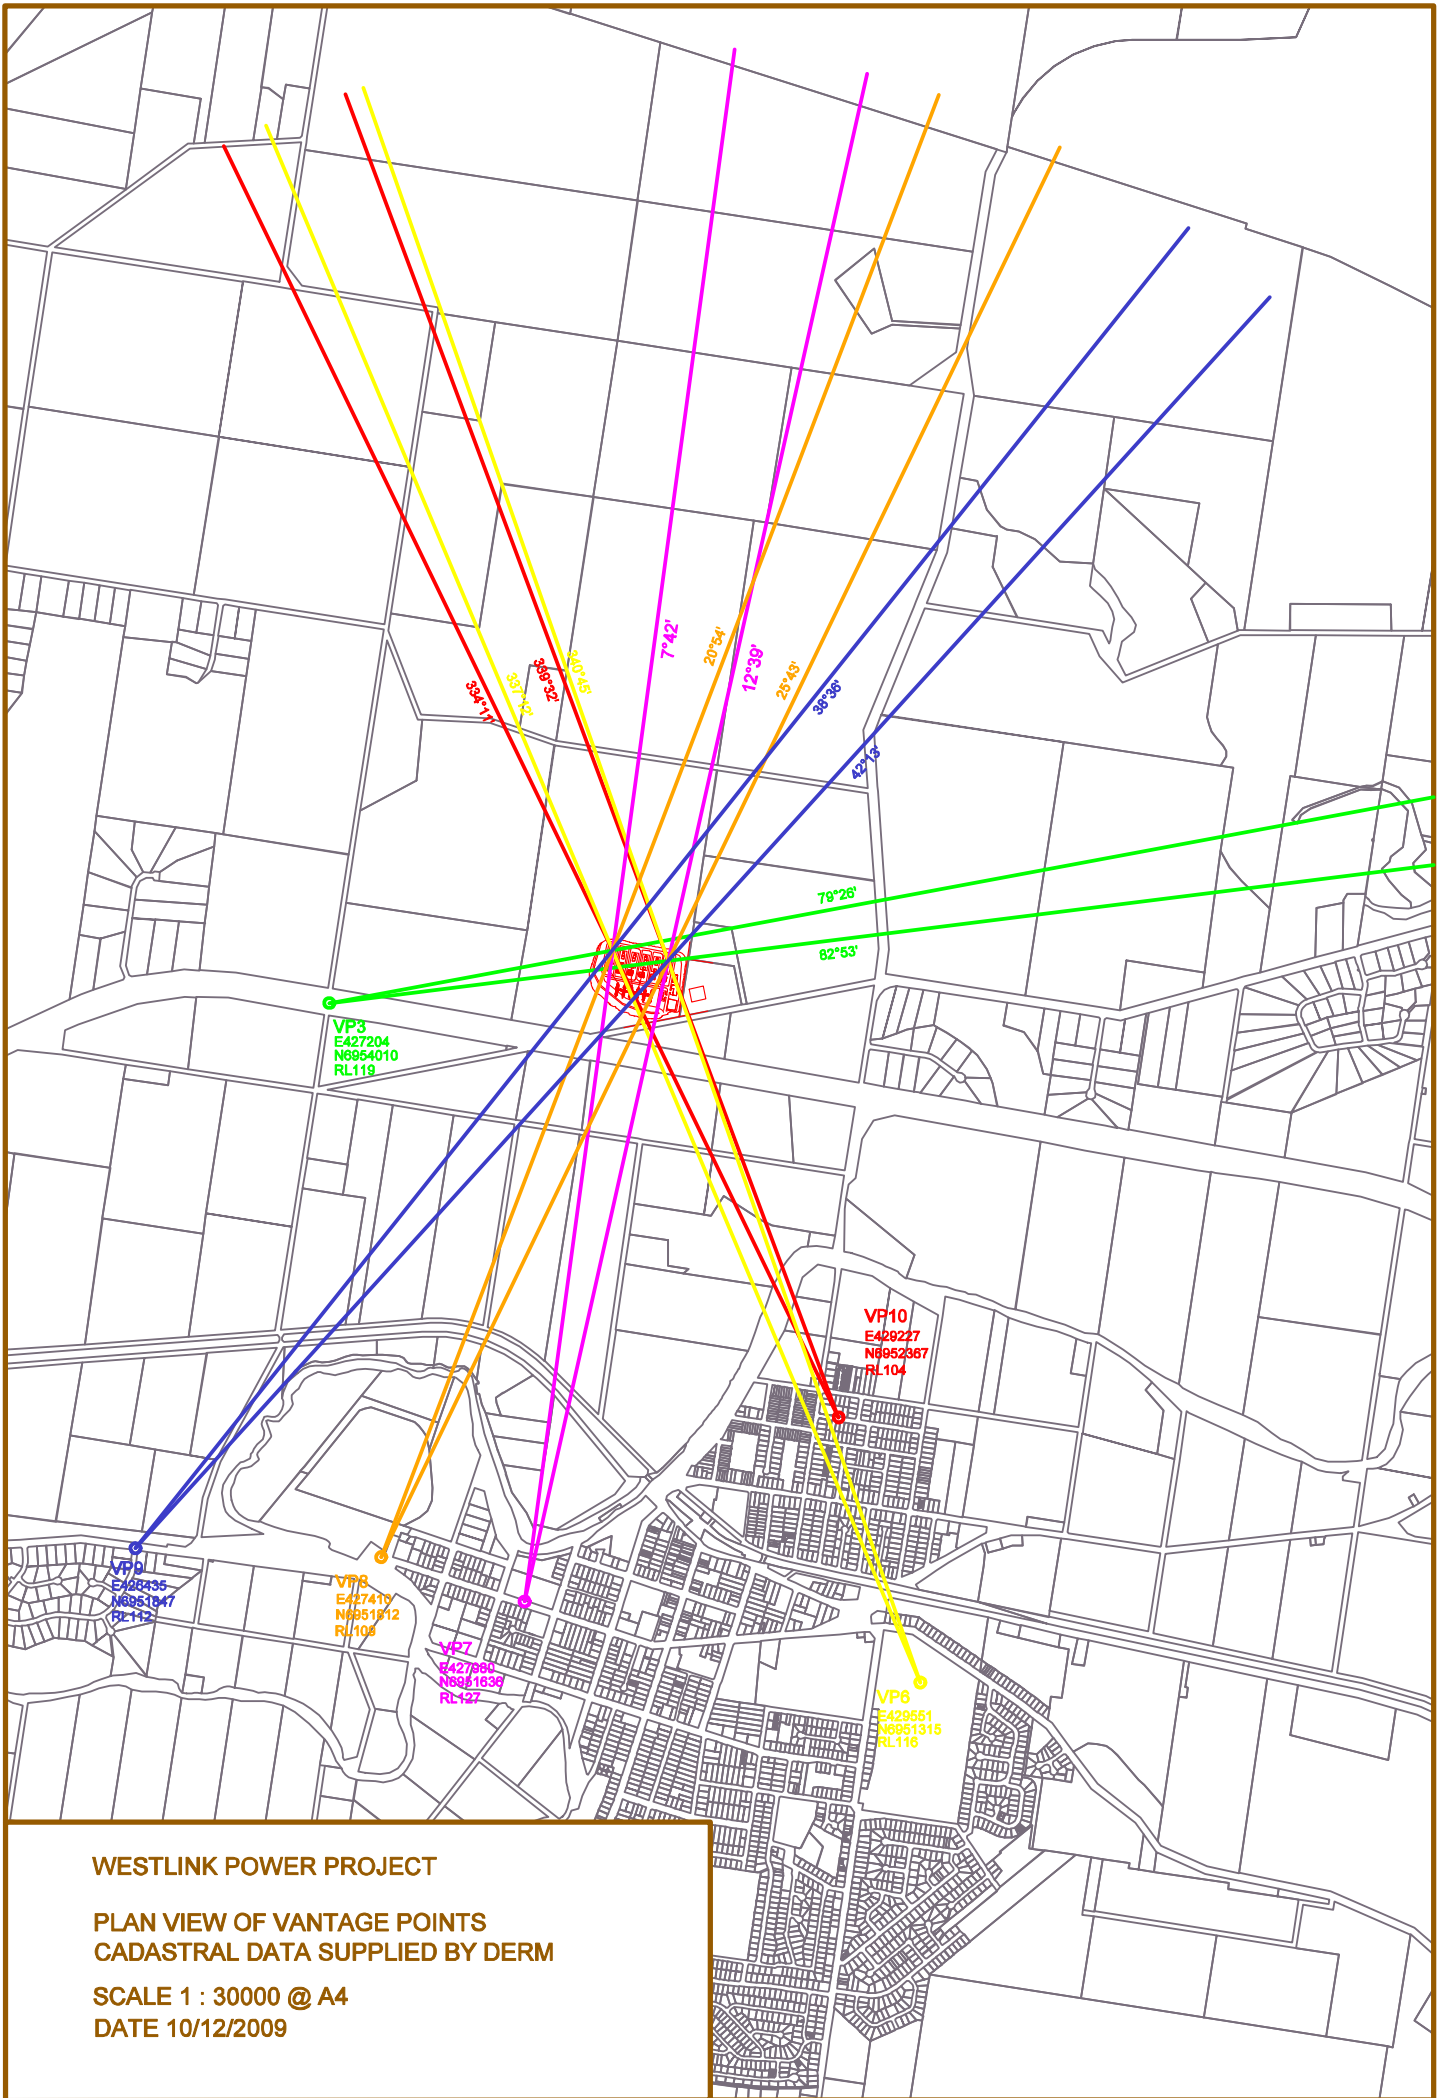 7°42'
20°54'
12°39'
25°43'
38°36'
42°13'
340°45'
339°32'
334°11'
79°26'
82°53'
VP3
E427204
N6954010
RL119
VP10
E429227
N6952367
RL104
VP9
E426435
N6951847
RL112
VP8
E427410
N6951812
RL109
VP7
E427980
N6951636
RL127
VP6
E429551
N6951315
RL116
WESTLINK POWER PROJECT
PLAN VIEW OF VANTAGE POINTS
CADASTRAL DATA SUPPLIED BY DERM
SCALE 1 : 30000 @ A4
DATE 10/12/2009